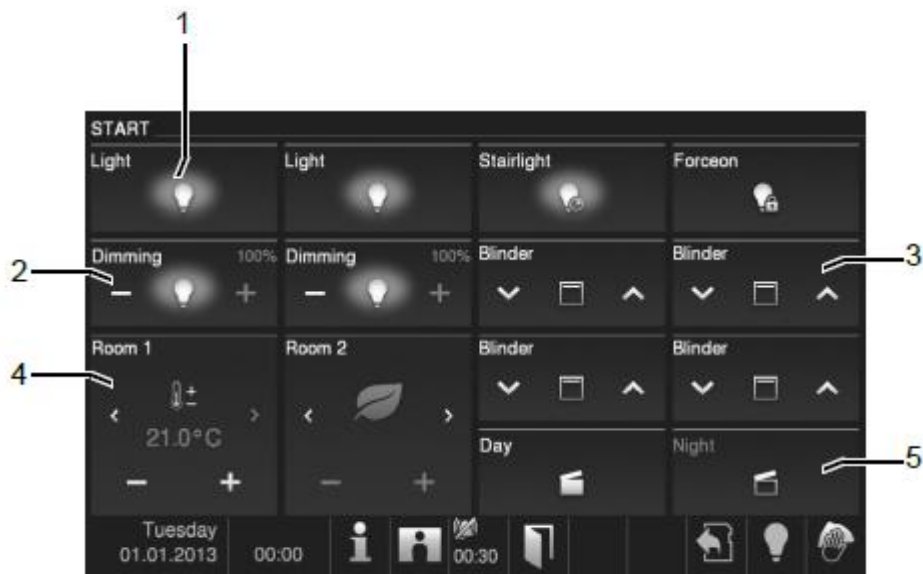 1
START
Light Light Stairlight Forceon
2 Dimming 100% Dimming 100% Blinder Blinder 3
− + − +
4 Room 1 Room 2 Blinder Blinder
21.0°C
Day Night 5
− + − +
Tuesday
01.01.2013 00:00 00:30